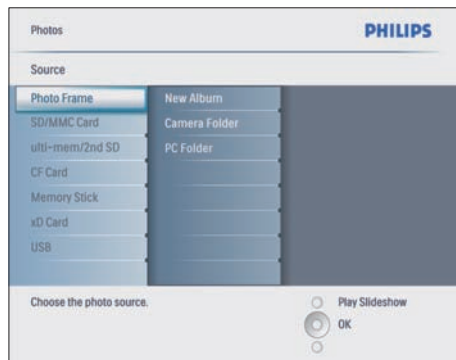 Photos
PHILIPS
Source
Photo Frame
New Album
SD/MMC Card
Camera Folder
ulti-mem/2nd SD
PC Folder
CF Card
Memory Stick
xD Card
USB
Choose the photo source.
Play Slideshow
OK